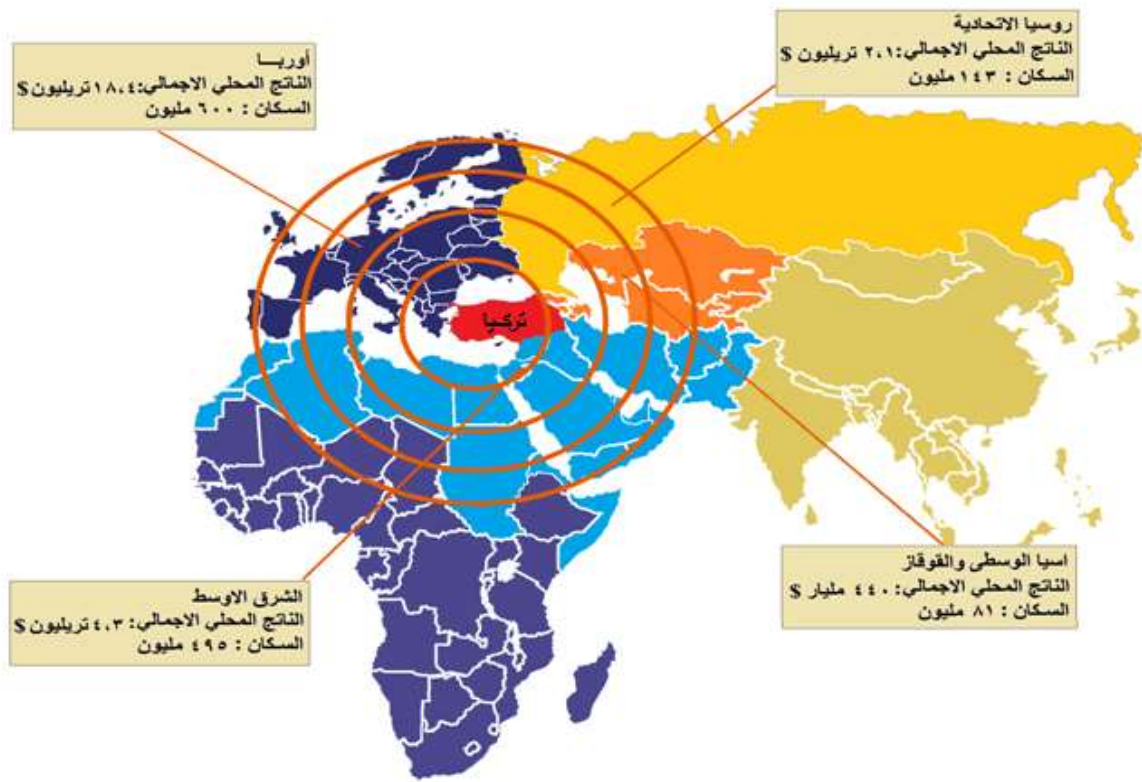 روسيا الاتحادية
الناتج المحلي الاجمالي: ٢،١ تريليون $
السكان : ١٤٣ مليون
أوربـــا
الناتج المحلي الاجمالي: ١٨،٤ تريليون $
السكان : ٦٠٠ مليون
تركـيا
اسيا الوسطى والقوقاز
الناتج المحلي الاجمالي: ٤٤٠ مليار $
السكان : ٨١ مليون
الشرق الاوسط
الناتج المحلي الاجمالي: ٤،٣ تريليون $
السكان : ٤٩٥ مليون